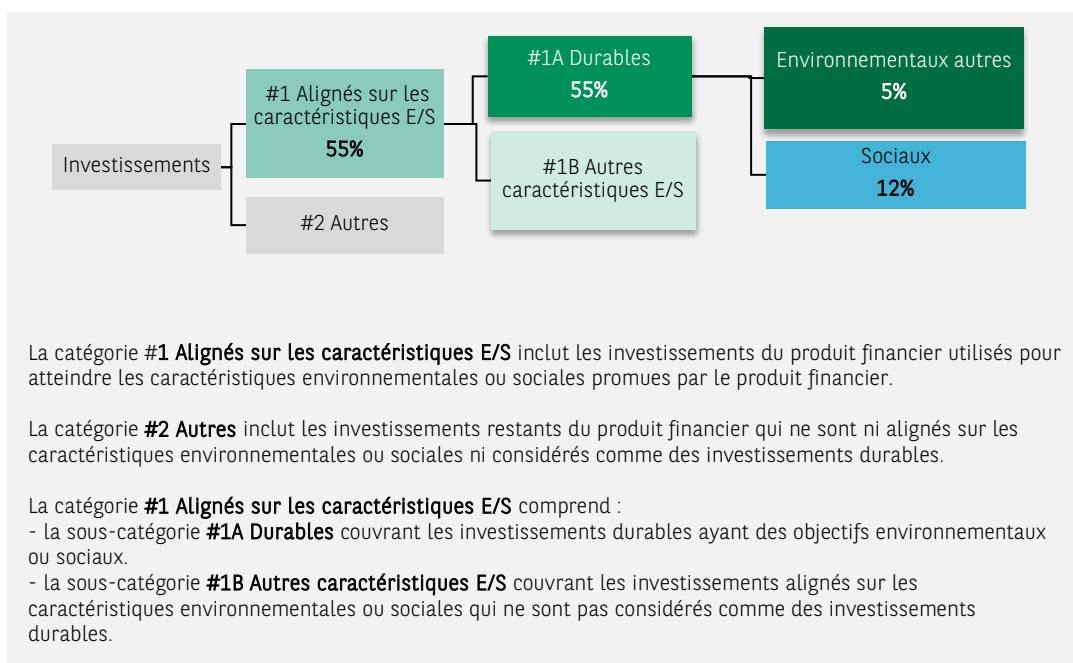 Investissements
#1 Alignés sur les
caractéristiques E/S
55%
#2 Autres
#1A Durables
55%
#1B Autres
caractéristiques E/S
Environnementaux autres
5%
Sociaux
12%
La catégorie #1 Alignés sur les caractéristiques E/S inclut les investissements du produit financier utilisés pour
atteindre les caractéristiques environnementales ou sociales promues par le produit financier.
La catégorie #2 Autres inclut les investissements restants du produit financier qui ne sont ni alignés sur les
caractéristiques environnementales ou sociales ni considérés comme des investissements durables.
La catégorie #1 Alignés sur les caractéristiques E/S comprend :
- la sous-catégorie #1A Durables couvrant les investissements durables ayant des objectifs environnementaux
ou sociaux.
- la sous-catégorie #1B Autres caractéristiques E/S couvrant les investissements alignés sur les
caractéristiques environnementales ou sociales qui ne sont pas considérés comme des investissements
durables.